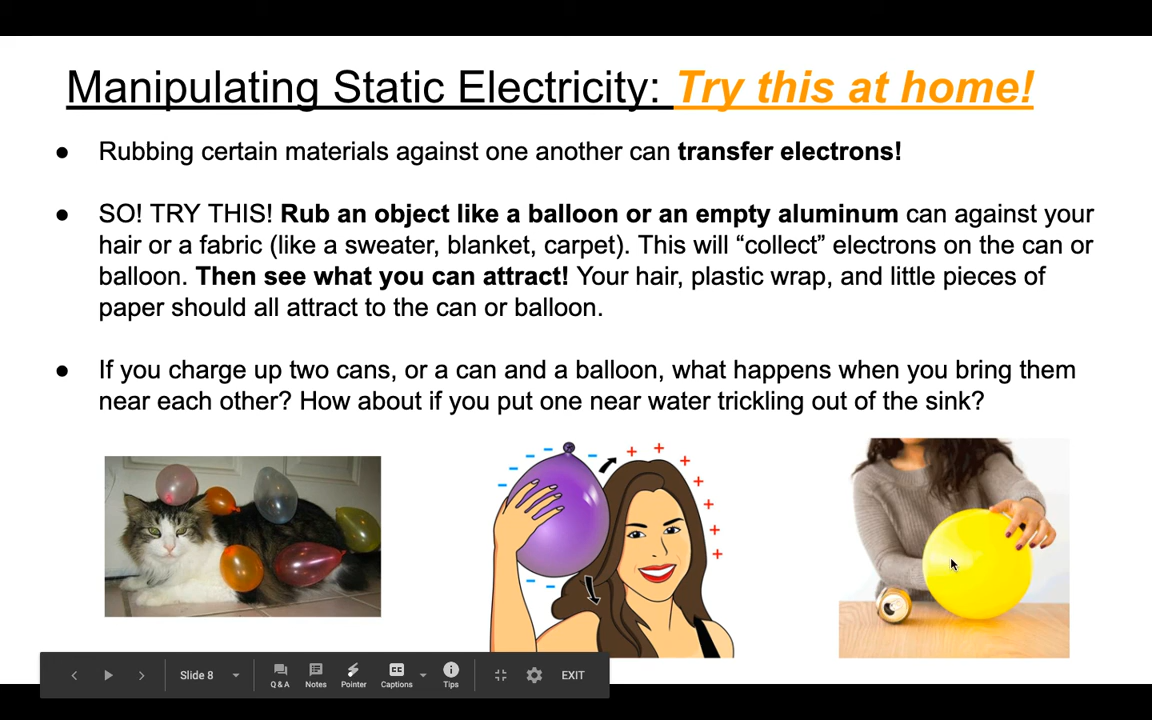 Manipulating Static Electricity: Try this at home!
● Rubbing certain materials against one another can transfer electrons!
● SO! TRY THIS! Rub an object like a balloon or an empty aluminum can against your
hair or a fabric (like a sweater, blanket, carpet). This will “collect” electrons on the can or
balloon. Then see what you can attract! Your hair, plastic wrap, and little pieces of
paper should all attract to the can or balloon.
● If you charge up two cans, or a can and a balloon, what happens when you bring them
near each other? How about if you put one near water trickling out of the sink?
Slide 8
Q & A
Notes
Pointer
CC
Captions
Tips
EXIT